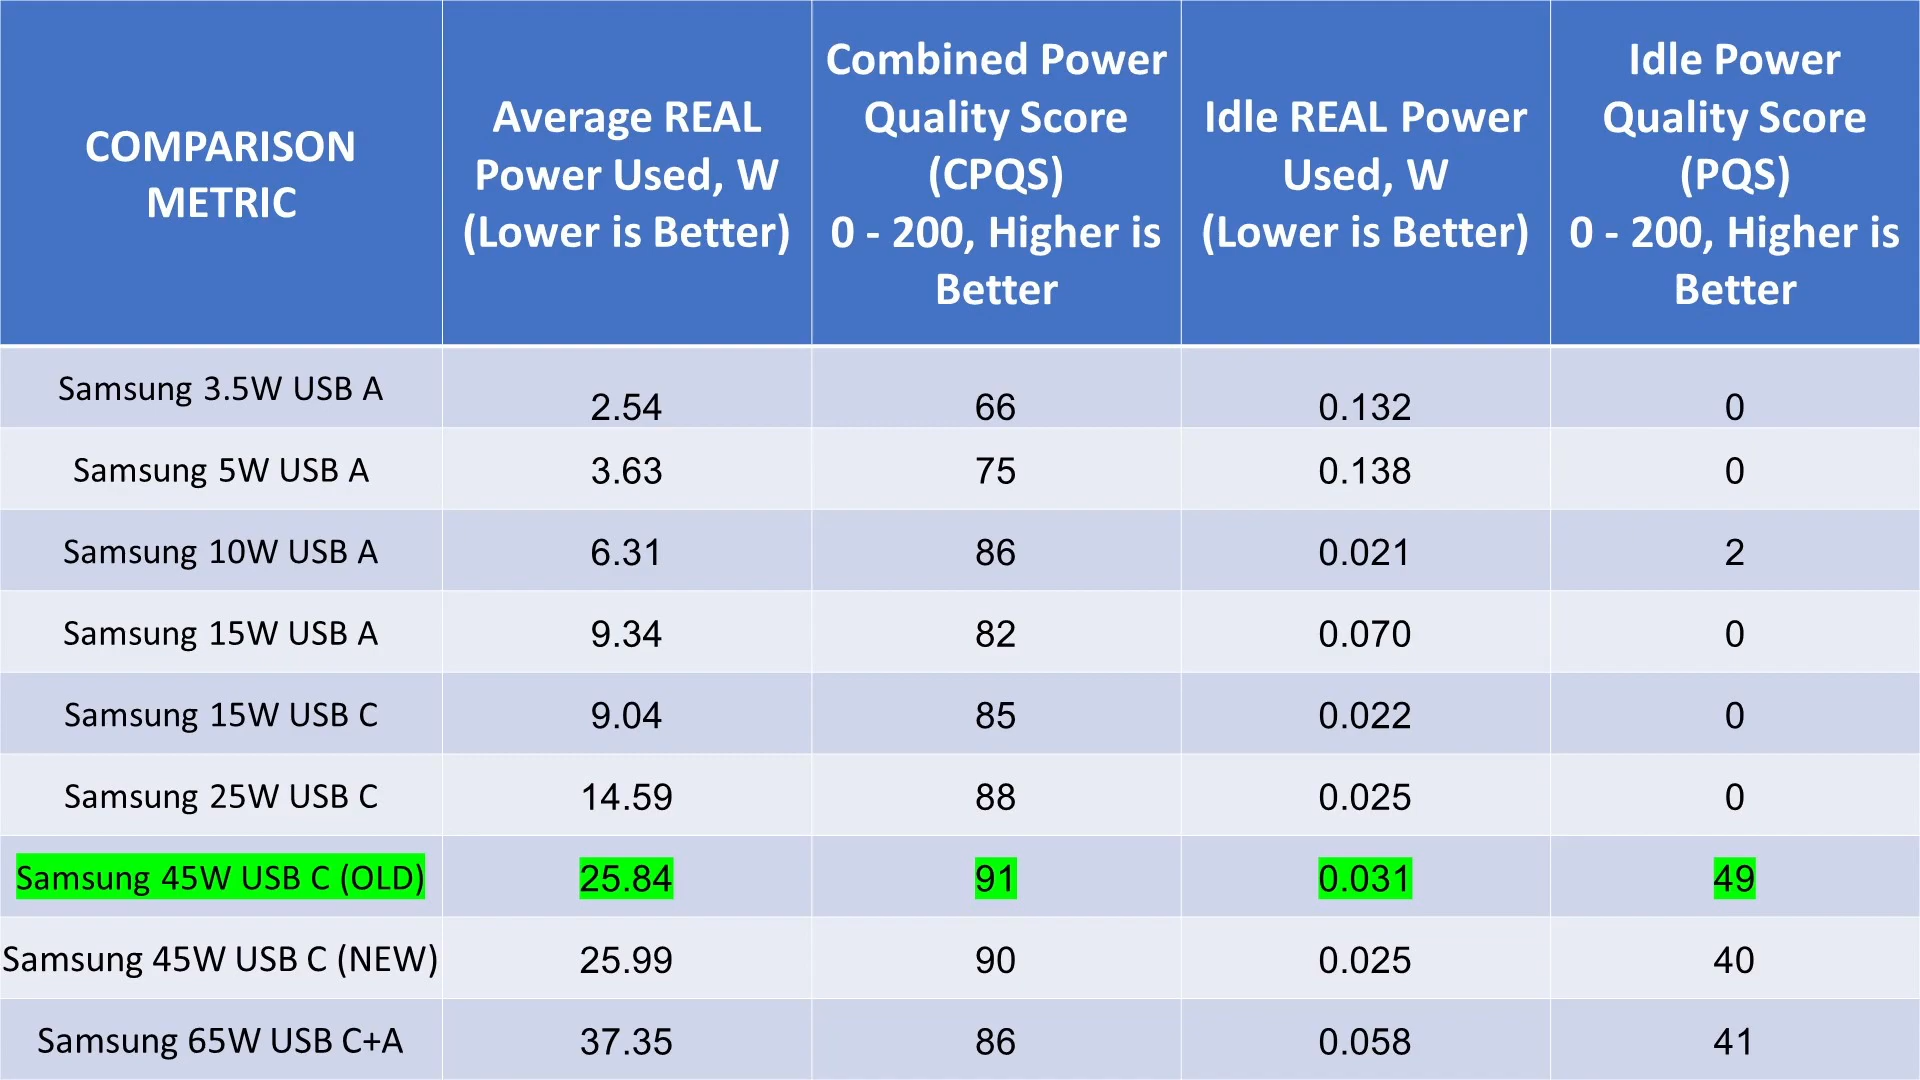 COMPARISON
METRIC
Average REAL
Power Used, W
(Lower is Better)
Combined Power
Quality Score
(CPQS)
0 - 200, Higher is
Better
Idle REAL Power
Used, W
(Lower is Better)
Idle Power
Quality Score
(PQS)
0 - 200, Higher is
Better
Samsung 3.5W USB A 2.54 66 0.132 0
Samsung 5W USB A 3.63 75 0.138 0
Samsung 10W USB A 6.31 86 0.021 2
Samsung 15W USB A 9.34 82 0.070 0
Samsung 15W USB C 9.04 85 0.022 0
Samsung 25W USB C 14.59 88 0.025 0
Samsung 45W USB C (OLD) 25.84 91 0.031 49
Samsung 45W USB C (NEW) 25.99 90 0.025 40
Samsung 65W USB C+A 37.35 86 0.058 41